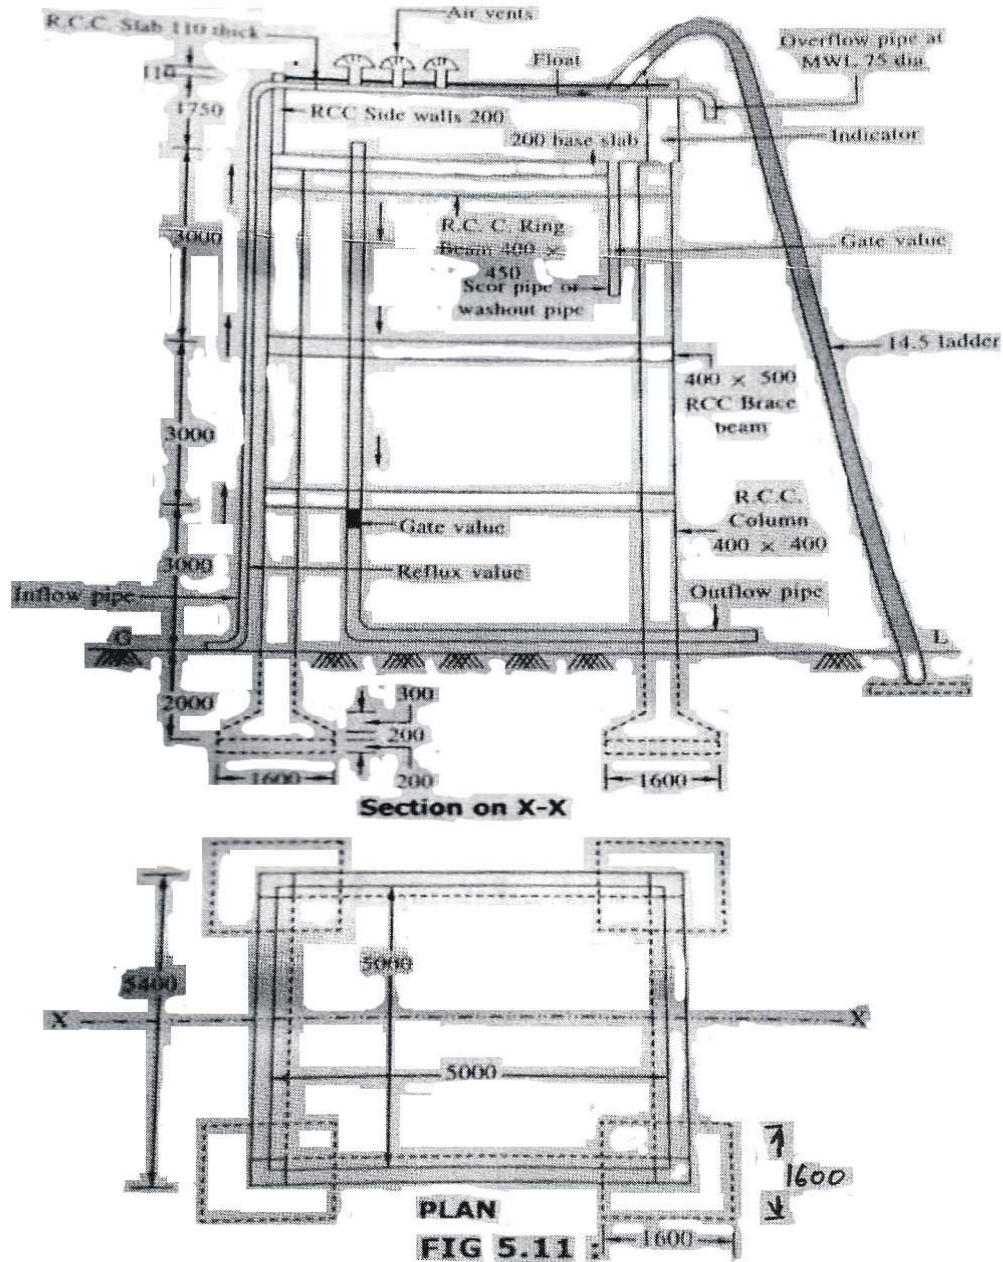 Air vents
R.C.C. Slab 110 thick
Overflow pipe at
MWL 75 dia.
Float
110
1750
RCC Side walls 200
200 base slab
Indicator
3000
R.C. C. Ring
Beam 400 ×
450
Gate value
Scor pipe or
washout pipe
14.5 ladder
400 × 500
RCC Brace
beam
3000
R.C.C.
Column
400 × 400
Gate value
3000
Reflux value
Inflow pipe
Outflow pipe
G
L
2000
300
200
200
1600
1600
Section on X-X
5400
5000
X
X
5000
1600
PLAN
1600
FIG 5.11 :